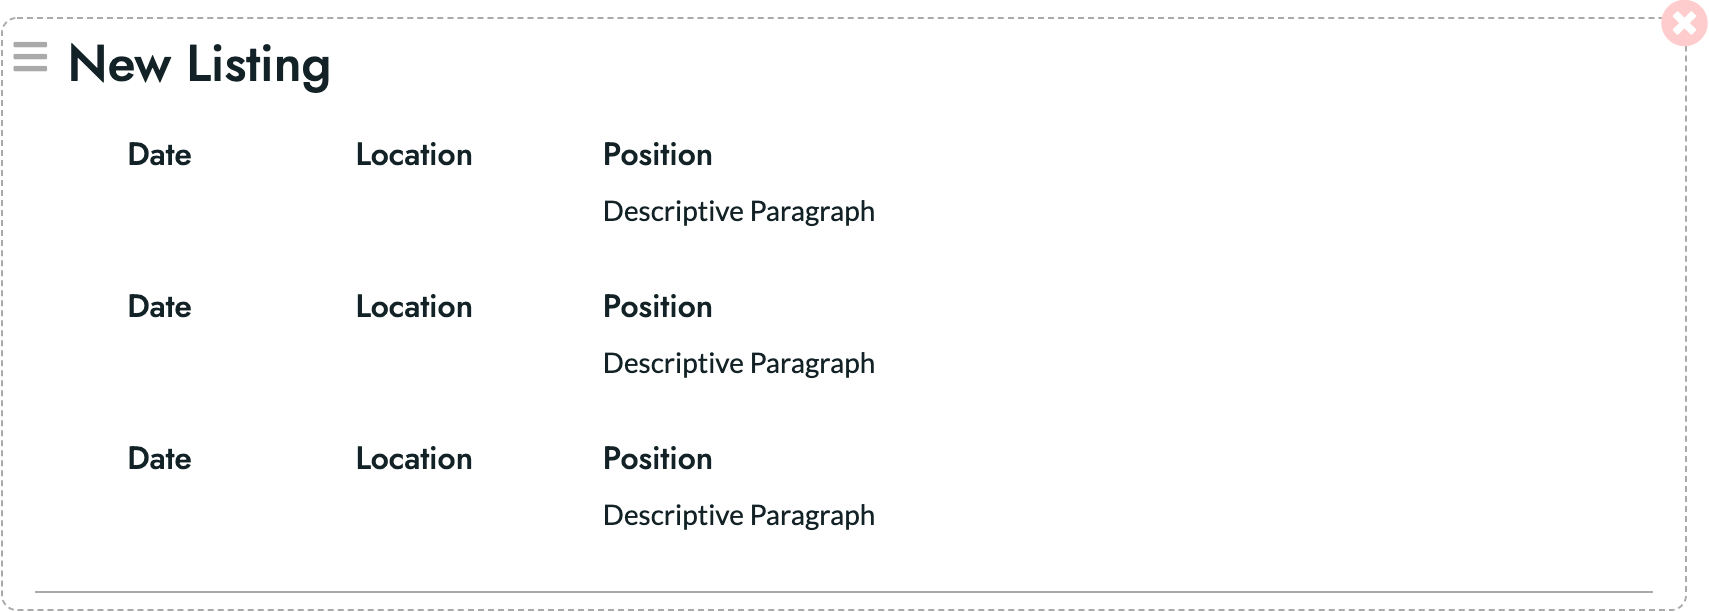 New Listing
Date Location Position
Descriptive Paragraph
Date Location Position
Descriptive Paragraph
Date Location Position
Descriptive Paragraph